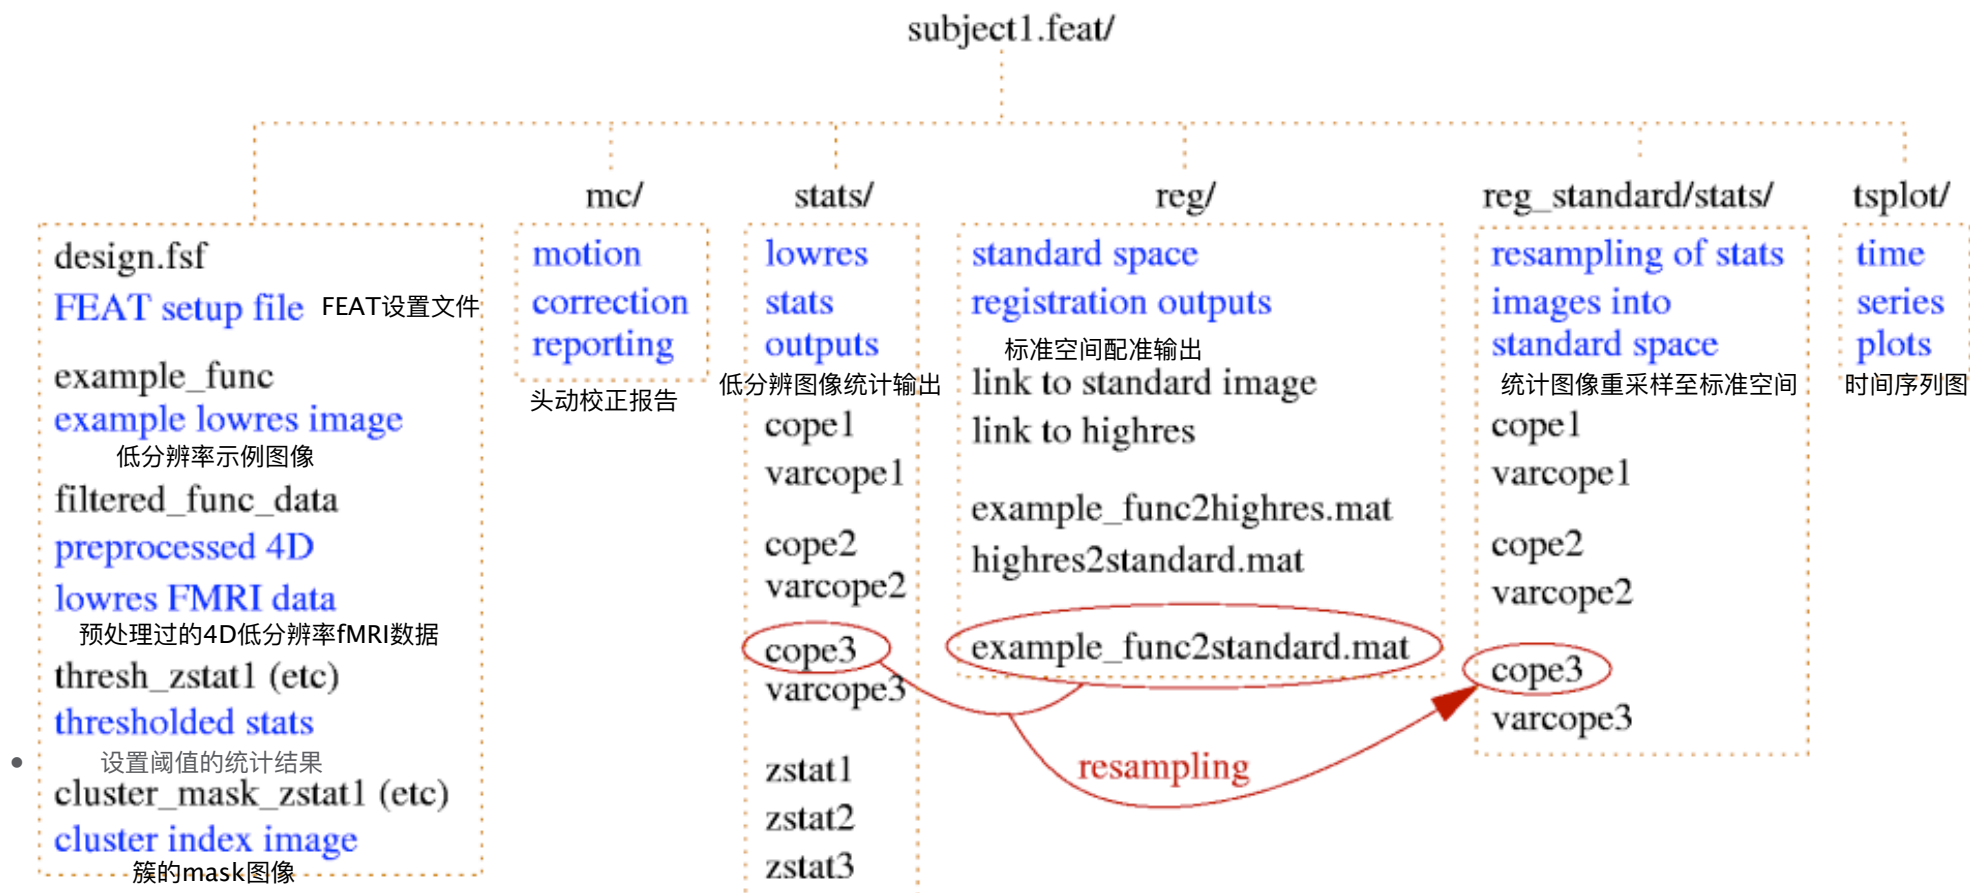 subject1.feat/
design.fsf
FEAT setup file FEAT设置文件
example_func
example lowres image
低分辨率示例图像
filtered_func_data
preprocessed 4D
lowres FMRI data
预处理过的4D低分辨率fMRI数据
thresh_zstat1 (etc)
thresholded stats
设置阈值的统计结果
cluster_mask_zstat1 (etc)
cluster index image
簇的mask图像
mc/
motion
correction
reporting
头动校正报告
stats/
lowres
stats
outputs
低分辨图像统计输出
cope1
varcope1
cope2
varcope2
cope3
varcope3
zstat1
zstat2
zstat3
reg/
standard space
registration outputs
标准空间配准输出
link to standard image
link to highres
example_func2highres.mat
highres2standard.mat
example_func2standard.mat
resampling
reg_standard/stats/
resampling of stats
images into
standard space
统计图像重采样至标准空间
cope1
varcope1
cope2
varcope2
cope3
varcope3
tsplot/
time
series
plots
时间序列图